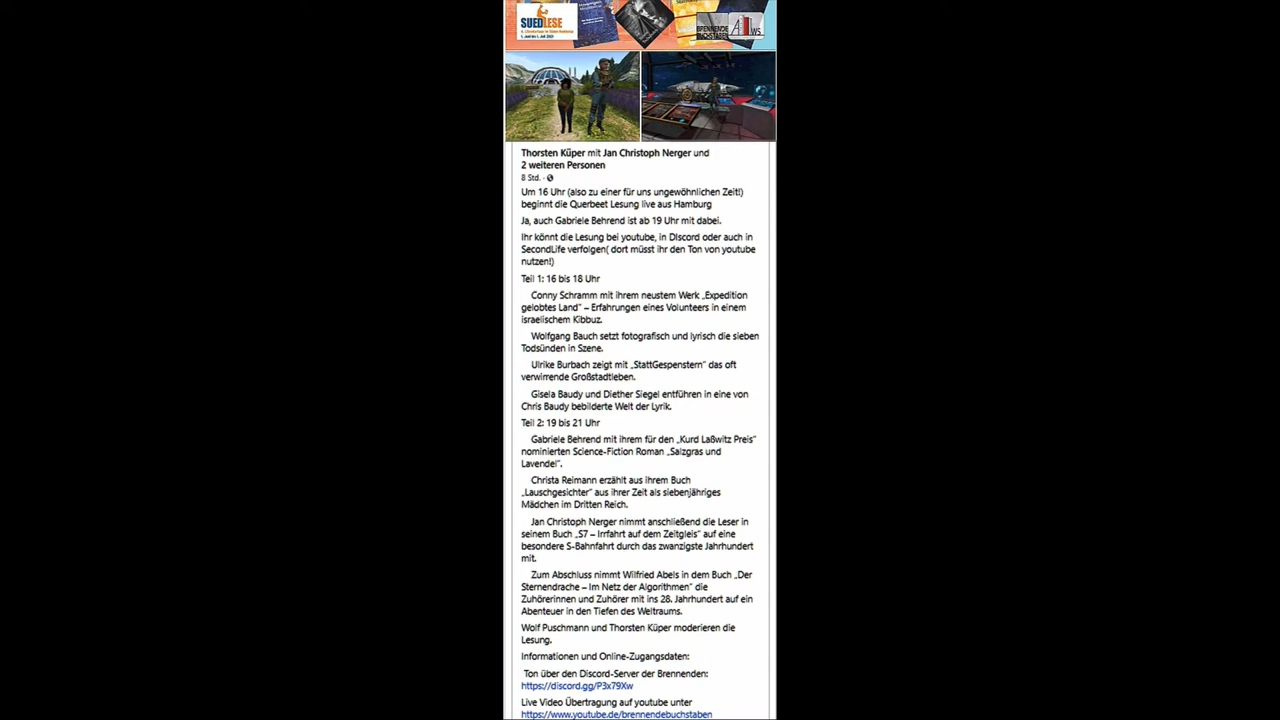 SUEDLESE
BRENNENDE
Thorsten Küper mit Jan Christoph Nerger und
2 weiteren Personen
8 Std. ·
Um 16 Uhr (also zu einer für uns ungewöhnlichen Zeit!)
beginnt die Querbeet Lesung live aus Hamburg
Ja, auch Gabriele Behrend ist ab 19 Uhr mit dabei.
Ihr könnt die Lesung bei youtube, in DIscord oder auch in
SecondLife verfolgen( dort müsst ihr den Ton von youtube
nutzen!)
Teil 1: 16 bis 18 Uhr
Conny Schramm mit ihrem neustem Werk „Expedition
gelobtes Land“ – Erfahrungen eines Volunteers in einem
israelischem Kibbuz.
Wolfgang Bauch setzt fotografisch und lyrisch die sieben
Todsünden in Szene.
Ulrike Burbach zeigt mit „StattGespenstern“ das oft
verwirrende Großstadtleben.
Gisela Baudy und Diether Siegel entführen in eine von
Chris Baudy bebilderte Welt der Lyrik.
Teil 2: 19 bis 21 Uhr
Gabriele Behrend mit ihrem für den „Kurd Laßwitz Preis“
nominierten Science-Fiction Roman „Salzgras und
Lavendel“.
Christa Reimann erzählt aus ihrem Buch
„Lauschgesichter“ aus ihrer Zeit als siebenjähriges
Mädchen im Dritten Reich.
Jan Christoph Nerger nimmt anschließend die Leser in
seinem Buch „S7 – Irrfahrt auf dem Zeitgleis“ auf eine
besondere S-Bahnfahrt durch das zwanzigste Jahrhundert
mit.
Zum Abschluss nimmt Wilfried Abels in dem Buch „Der
Sternendrache – Im Netz der Algorithmen“ die
Zuhörerinnen und Zuhörer mit ins 28. Jahrhundert auf ein
Abenteuer in den Tiefen des Weltraums.
Wolf Puschmann und Thorsten Küper moderieren die
Lesung.
Informationen und Online-Zugangsdaten:
Ton über den Discord-Server der Brennenden:
https://discord.gg/P3x79Xw
Live Video Übertragung auf youtube unter
https://www.youtube.de/brennendebuchstaben